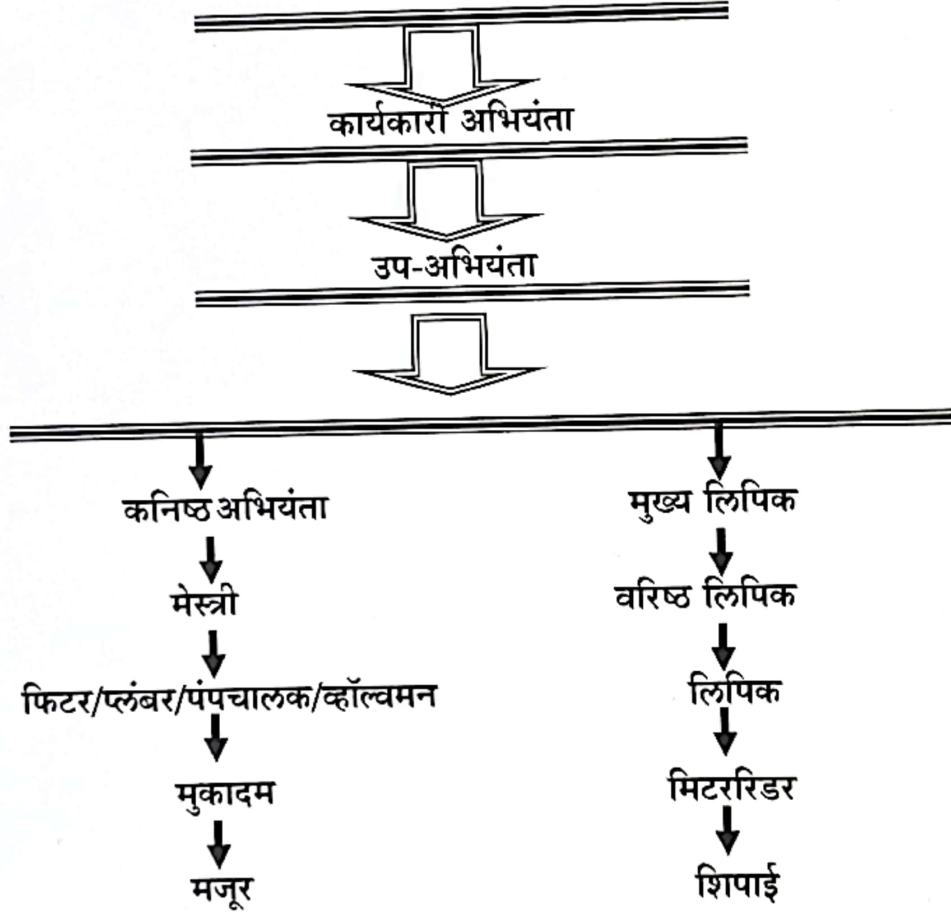 कार्यकारी अभियंता
उप-अभियंता
कनिष्ठ अभियंता
मुख्य लिपिक
मेस्त्री
वरिष्ठ लिपिक
फिटर/प्लंबर/पंपचालक/व्हॉल्वमन
लिपिक
मुकादम
मिटररिडर
मजूर
शिपाई